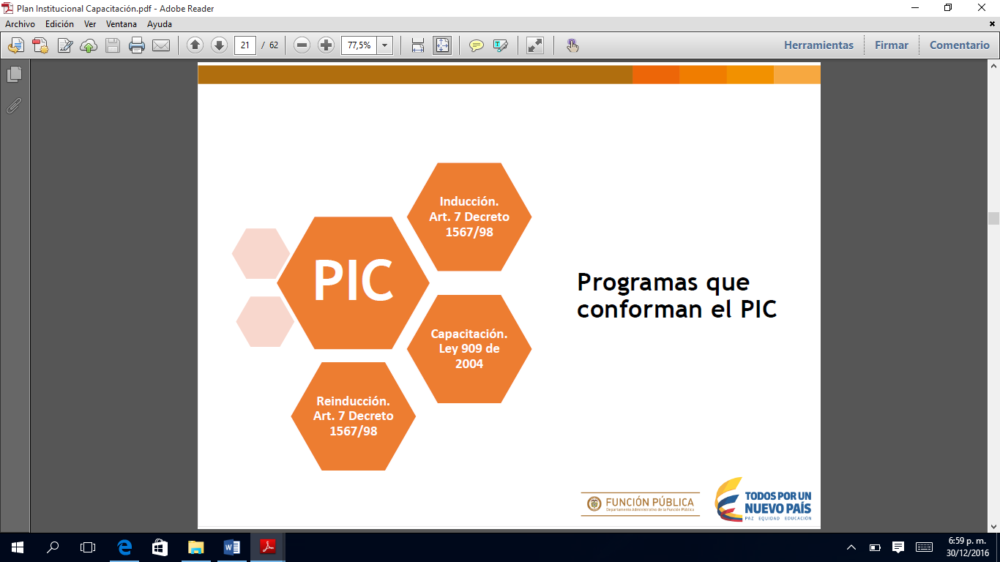 Plan Institucional Capacitación.pdf - Adobe Reader
Archivo Edición Ver Ventana Ayuda
21 / 62 77,5% Herramientas Firmar Comentario
Inducción.
Art. 7 Decreto
1567/98
PIC
Programas que
conforman el PIC
Capacitación.
Ley 909 de
2004
Reinducción.
Art. 7 Decreto
1567/98
FUNCIÓN PÚBLICA
Departamento Administrativo de la Función Pública
TODOS POR UN
NUEVO PAÍS
PAZ EQUIDAD EDUCACIÓN
6:59 p. m.
30/12/2016